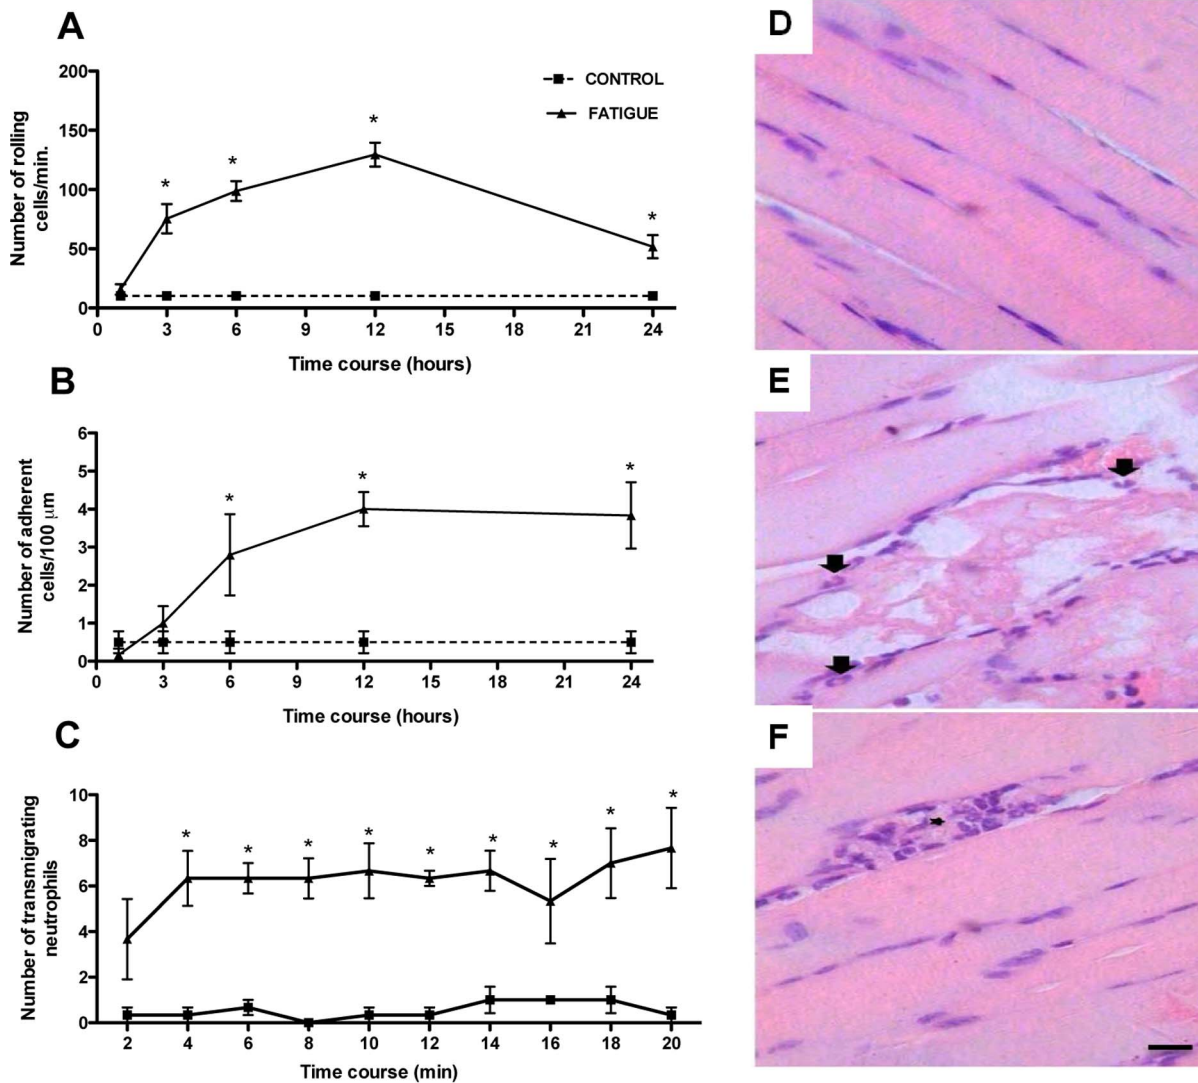 A
Number of rolling
cells/min.
200
150
100
50
0
* * * *
CONTROL
FATIGUE
0 3 6 9 12 15 18 21 24
Time course (hours)
B
Number of adherent
cells/100 µm
6
5
4
3
2
1
0
* * *
0 3 6 9 12 15 18 21 24
Time course (hours)
C
Number of transmigrating
neutrophils
10
8
6
4
2
0
* * * * * * * * *
2 4 6 8 10 12 14 16 18 20
Time course (min)
D
E
F